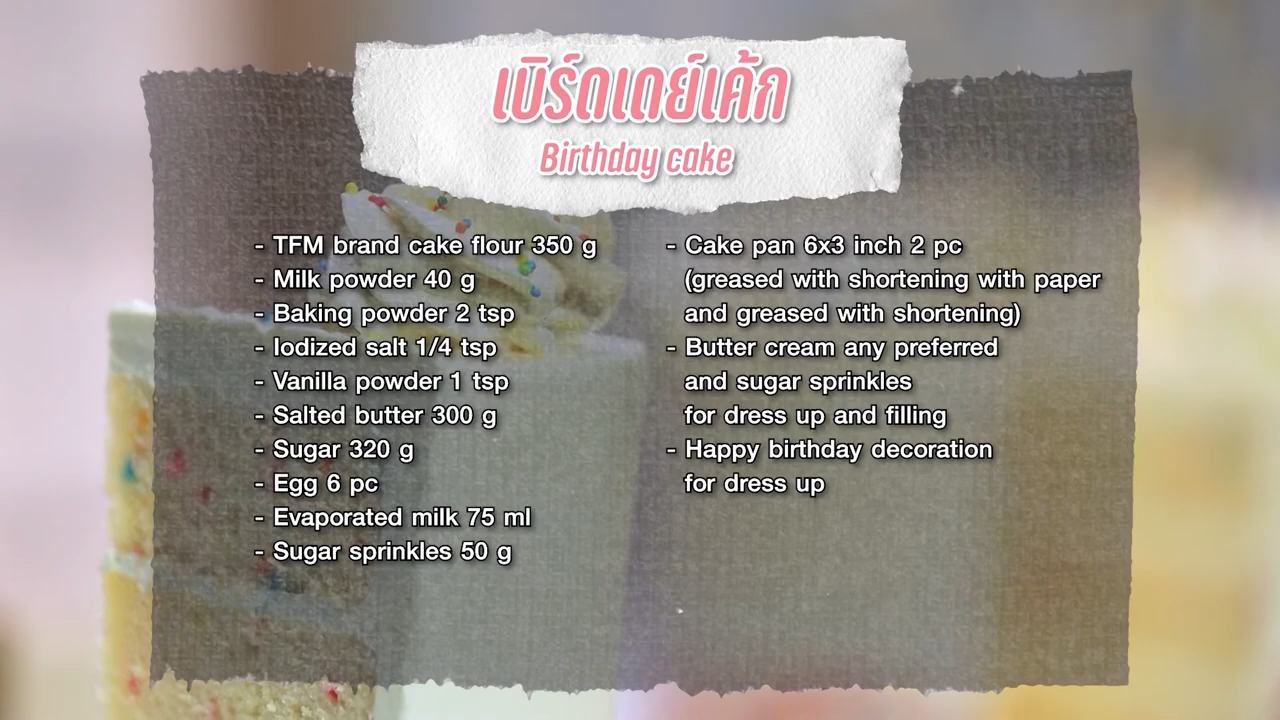 เบิร์ดเดย์เค้ก
Birthday cake
- TFM brand cake flour 350 g
- Milk powder 40 g
- Baking powder 2 tsp
- Iodized salt 1/4 tsp
- Vanilla powder 1 tsp
- Salted butter 300 g
- Sugar 320 g
- Egg 6 pc
- Evaporated milk 75 ml
- Sugar sprinkles 50 g
- Cake pan 6x3 inch 2 pc
(greased with shortening with paper
and greased with shortening)
- Butter cream any preferred
and sugar sprinkles
for dress up and filling
- Happy birthday decoration
for dress up